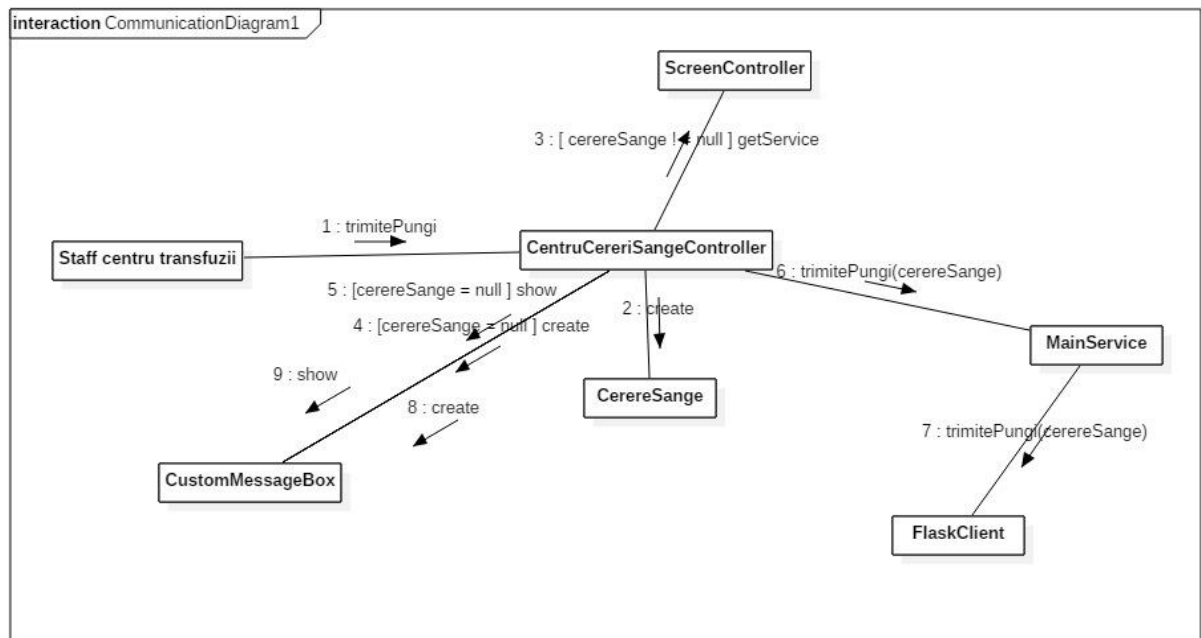 interaction CommunicationDiagram1
ScreenController
3 : [ cerereSange != null ] getService
1 : trimitePungi
Staff centru transfuzii
CentruCereriSangeController
6 : trimitePungi(cerereSange)
5 : [cerereSange = null ] show
2 : create
4 : [cerereSange = null ] create
MainService
9 : show
CerereSange
8 : create
7 : trimitePungi(cerereSange)
CustomMessageBox
FlaskClient